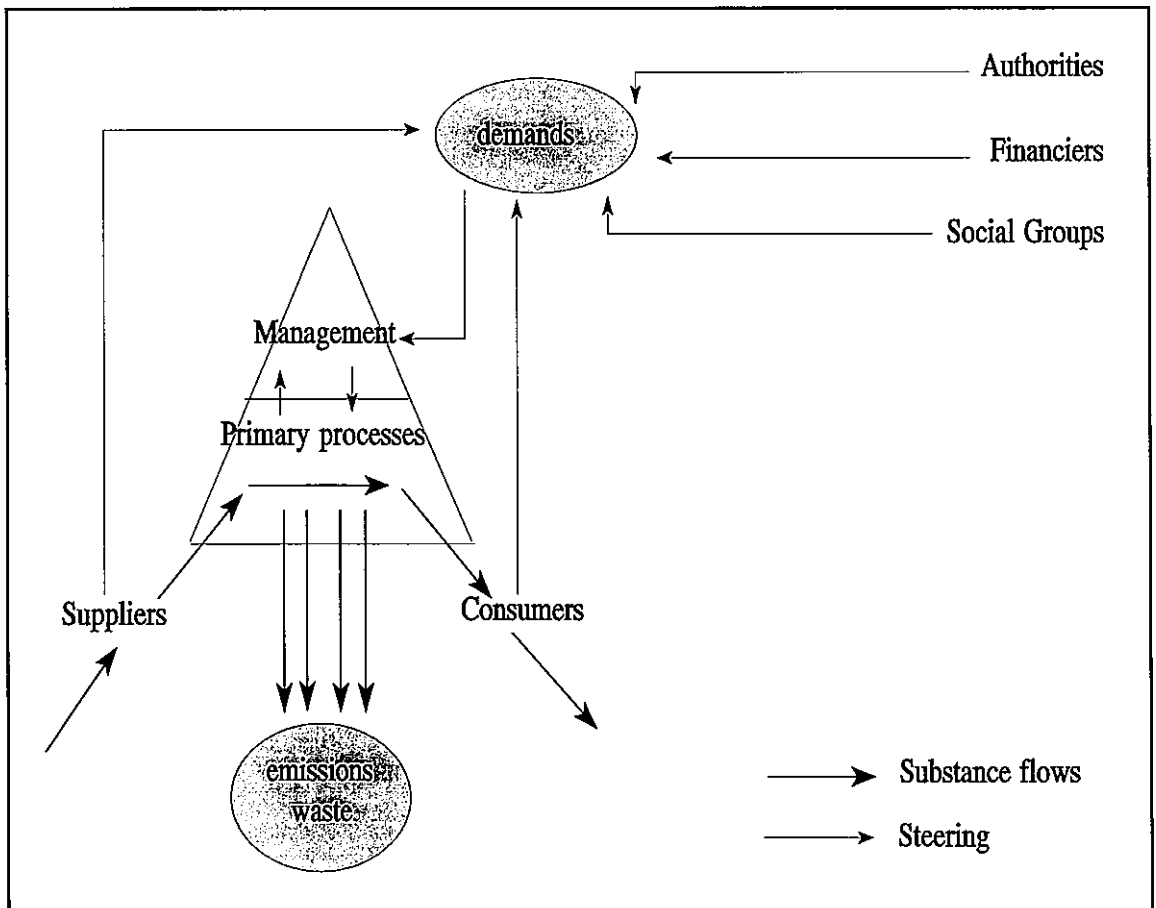 Authorities
demands
Financiers
Social Groups
Management
Primary processes
Suppliers
Consumers
emissions
waste
Substance flows
Steering